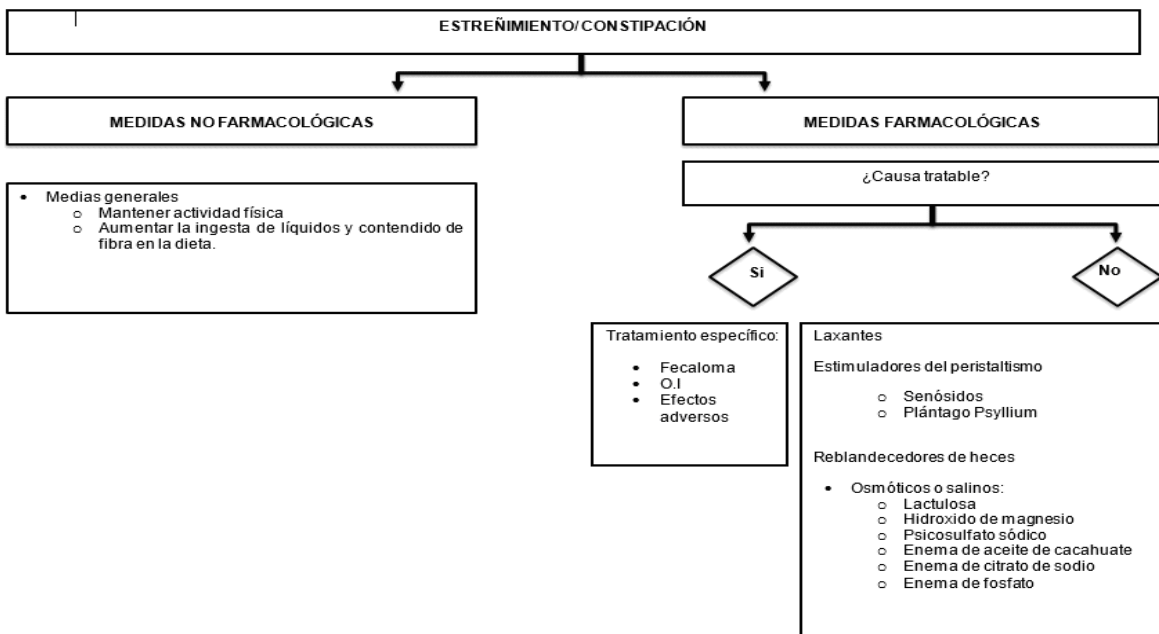 ESTREÑIMIENTO/CONSTIPACIÓN
MEDIDAS NO FARMACOLÓGICAS
MEDIDAS FARMACOLÓGICAS
¿Causa tratable?
• Medias generales
o Mantener actividad física
o Aumentar la ingesta de líquidos y contendido de
fibra en la dieta.
Si
No
Tratamiento específico:
• Fecaloma
• O.I
• Efectos
adversos
Laxantes
Estimuladores del peristaltismo
o Senósidos
o Plántago Psyllium
Reblandecedores de heces
• Osmóticos o salinos:
o Lactulosa
o Hidroxido de magnesio
o Psicosulfato sódico
o Enema de aceite de cacahuate
o Enema de citrato de sodio
o Enema de fosfato